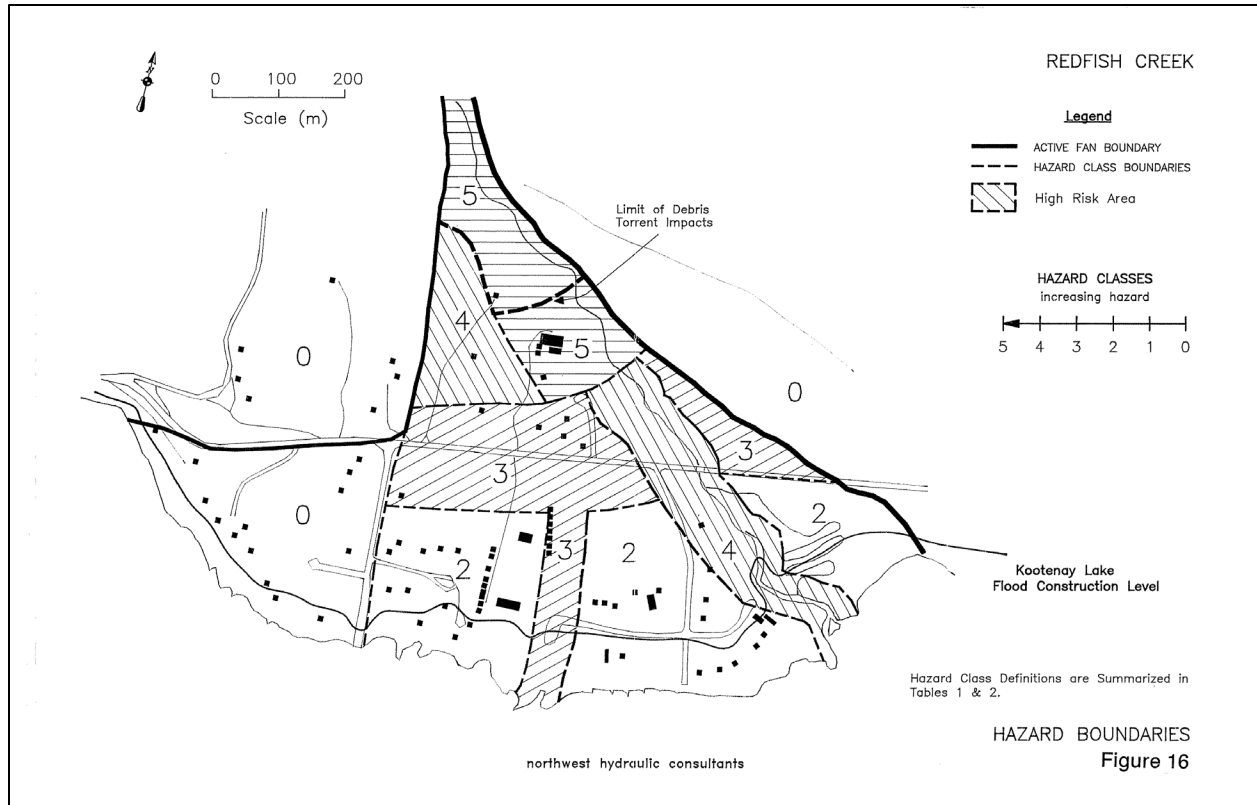 REDFISH CREEK
0 100 200
Scale (m)
Legend
ACTIVE FAN BOUNDARY
HAZARD CLASS BOUNDARIES
High Risk Area
5
Limit of Debris
Torrent Impacts
HAZARD CLASSES
increasing hazard
5 4 3 2 1 0
4
0
5
0
3
3
0
2
3
2
2
4
Kootenay Lake
Flood Construction Level
Hazard Class Definitions are Summarized in
Tables 1 & 2.
HAZARD BOUNDARIES
Figure 16
northwest hydraulic consultants